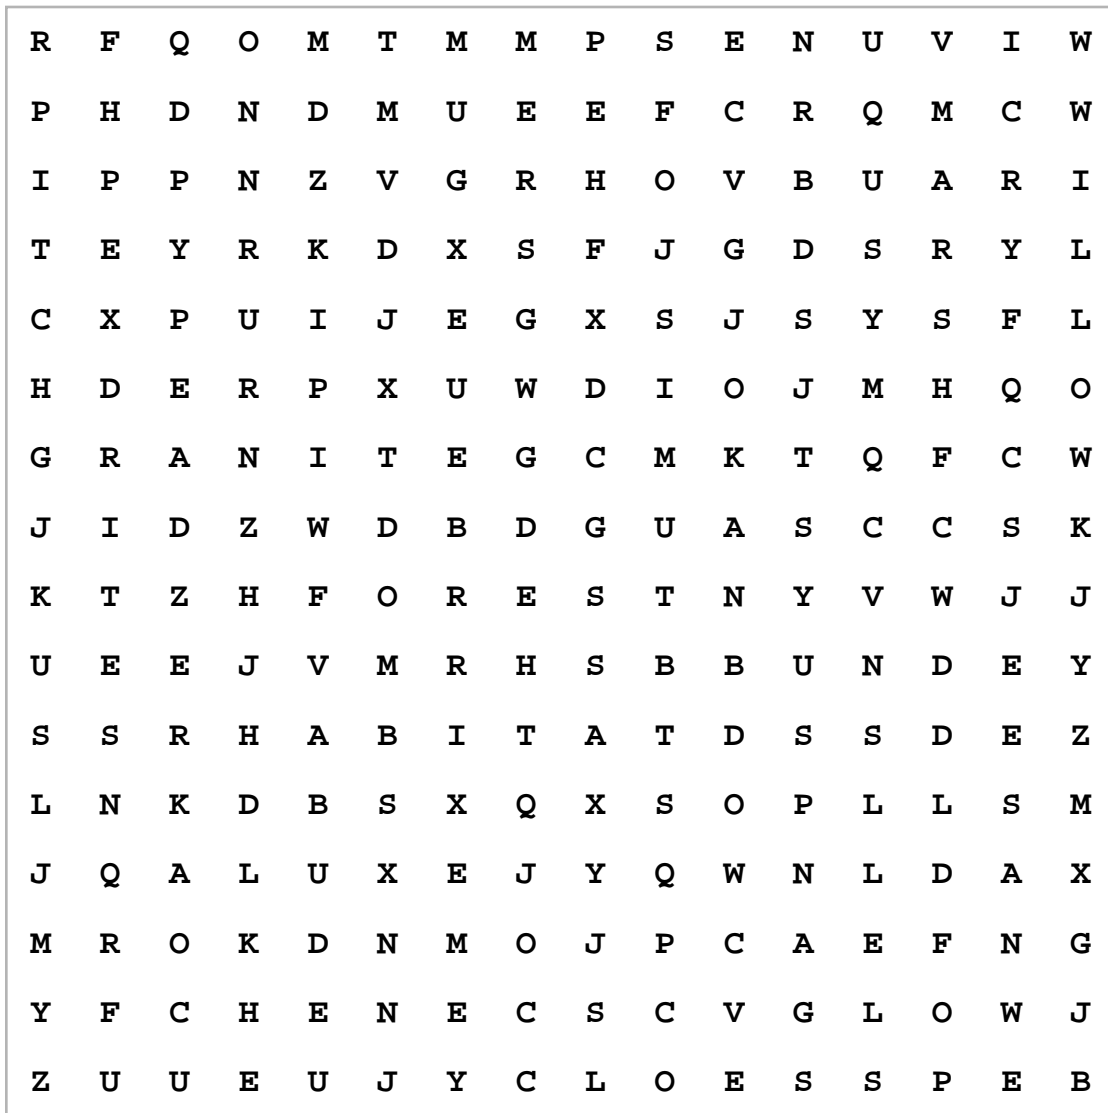 R F Q O M T M M P S E N U V I W
P H D N D M U E E F C R Q M C W
I P P N Z V G R H O V B U A R I
T E Y R K D X S F J G D S R Y L
C X P U I J E G X S J S Y S F L
H D E R P X U W D I O J M H Q O
G R A N I T E G C M K T Q F C W
J I D Z W D B D G U A S C C S K
K T Z H F O R E S T N Y V W J J
U E E J V M R H S B B U N D E Y
S S R H A B I T A T D S S D E Z
L N K D B S X Q X S O P L L S M
J Q A L U X E J Y Q W N L D A X
M R O K D N M O J P C A E F N G
Y F C H E N E C S C V G L O W J
Z U U E U J Y C L O E S S P E B